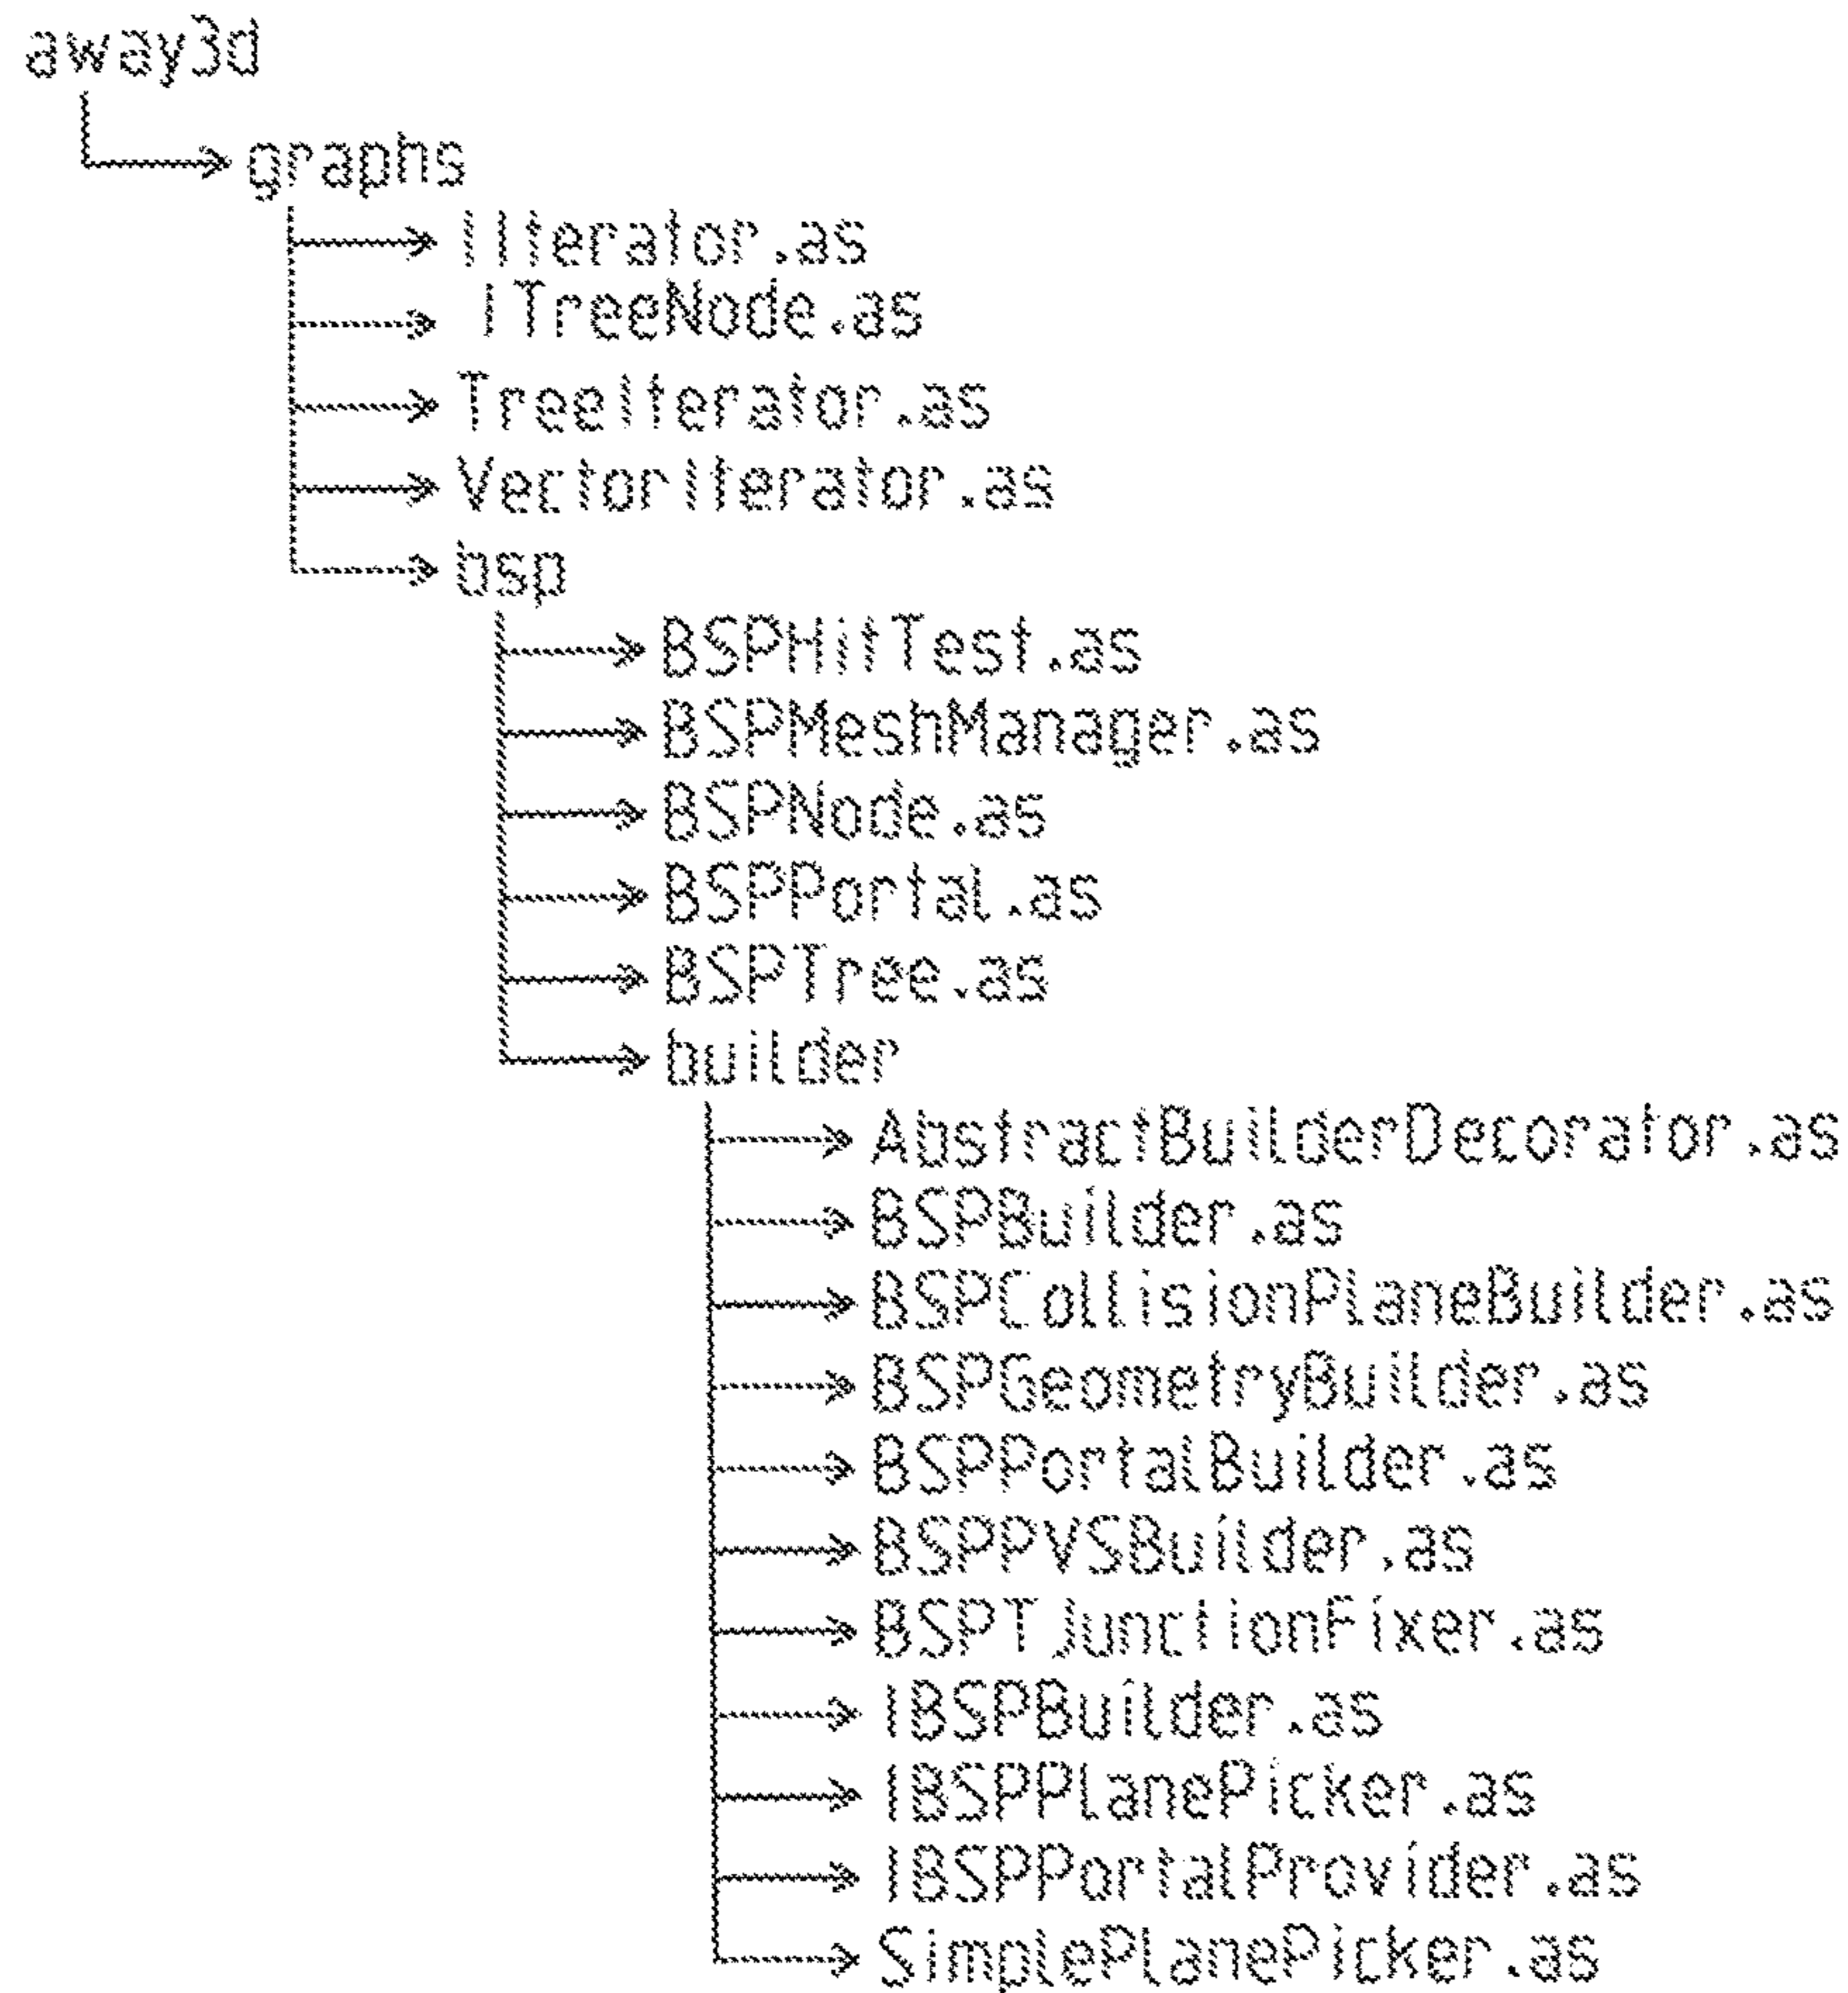 away3d
graphs
IIterator.as
ITreeNode.as
TreeIterator.as
VectorIterator.as
bsp
BSPHitTest.as
BSPMeshManager.as
BSPNode.as
BSPPortal.as
BSPTree.as
builder
AbstractBuilderDecorator.as
BSPBuilder.as
BSPCollisionPlaneBuilder.as
BSPGeometryBuilder.as
BSPPortalBuilder.as
BSPPVSBuilder.as
BSPTJunctionFixer.as
IBSPBuilder.as
IBSPPlanePicker.as
IBSPPortalProvider.as
SimplePlanePicker.as